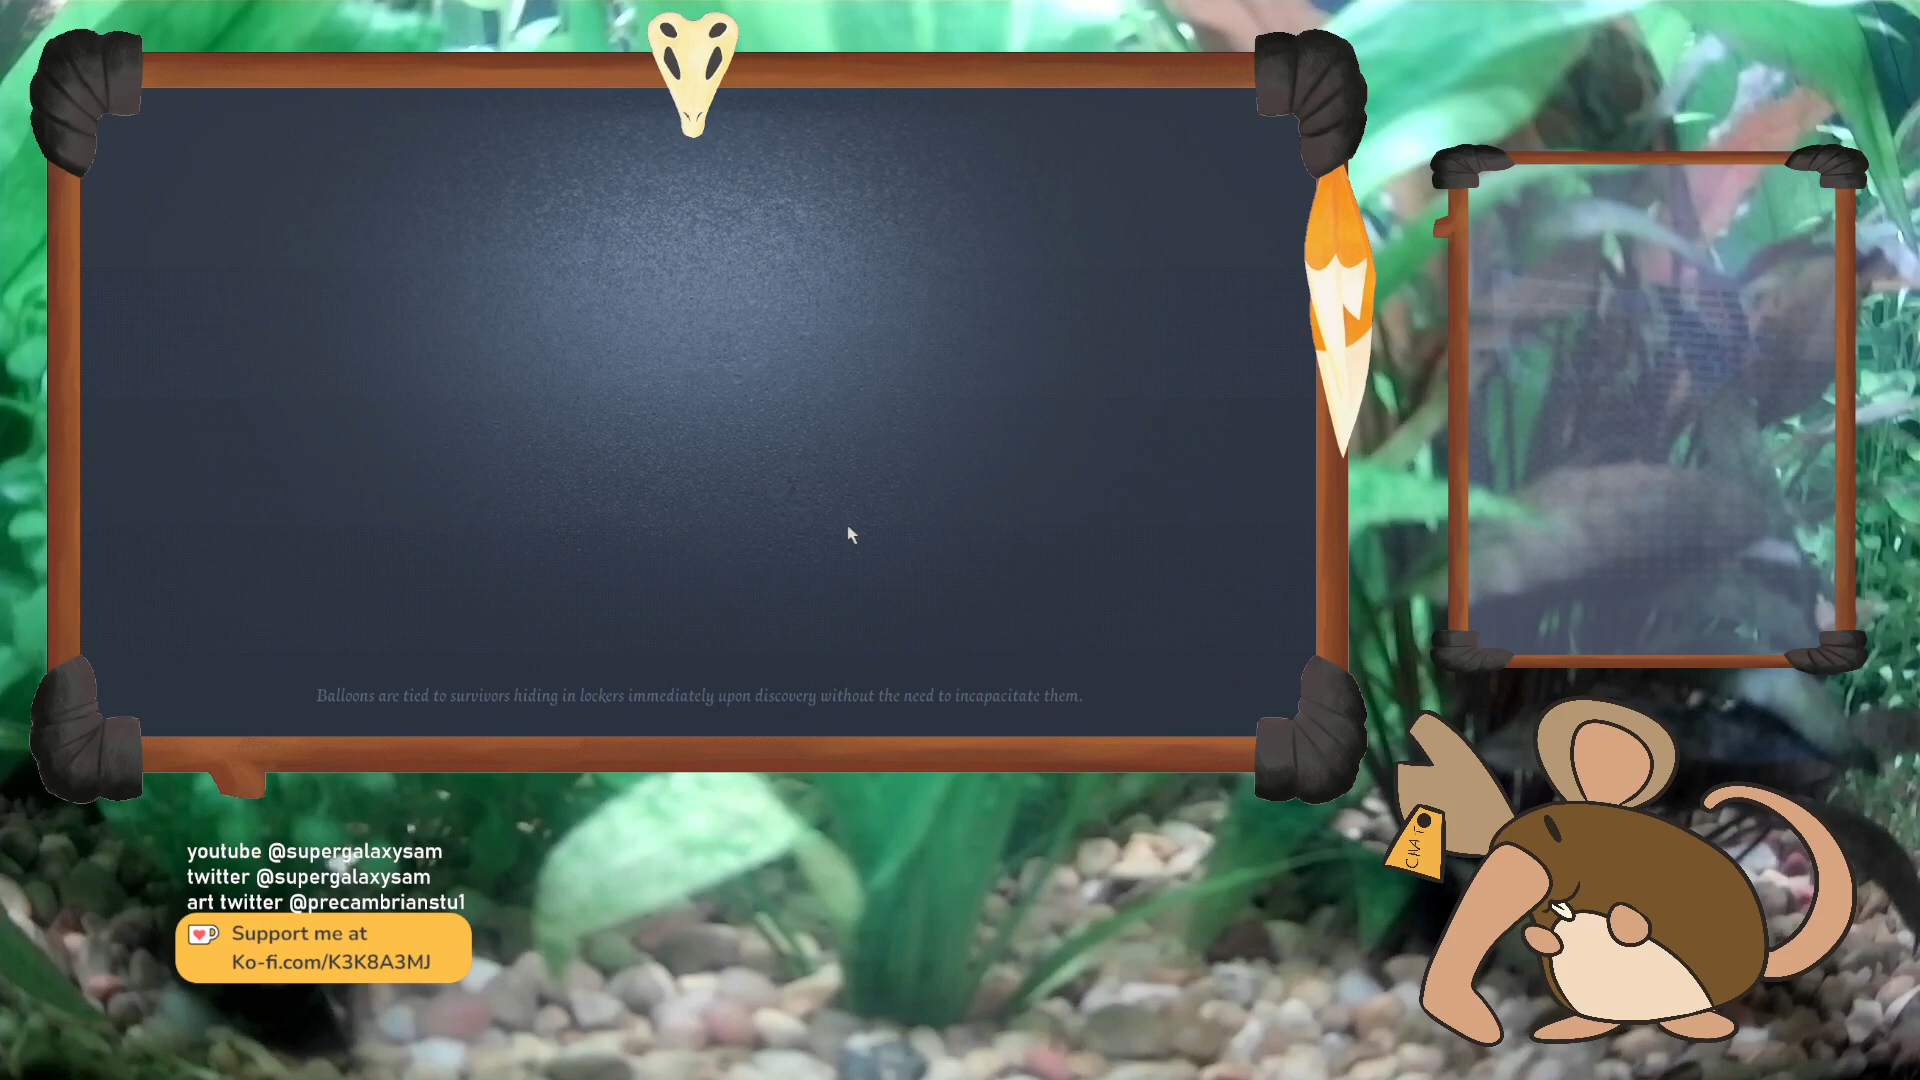 Balloons are tied to survivors hiding in lockers immediately upon discovery without the need to incapacitate them.
youtube @supergalaxysam
twitter @supergalaxysam
art twitter @precambrianstu1
Support me at
Ko-fi.com/K3K8A3MJ
CHAT